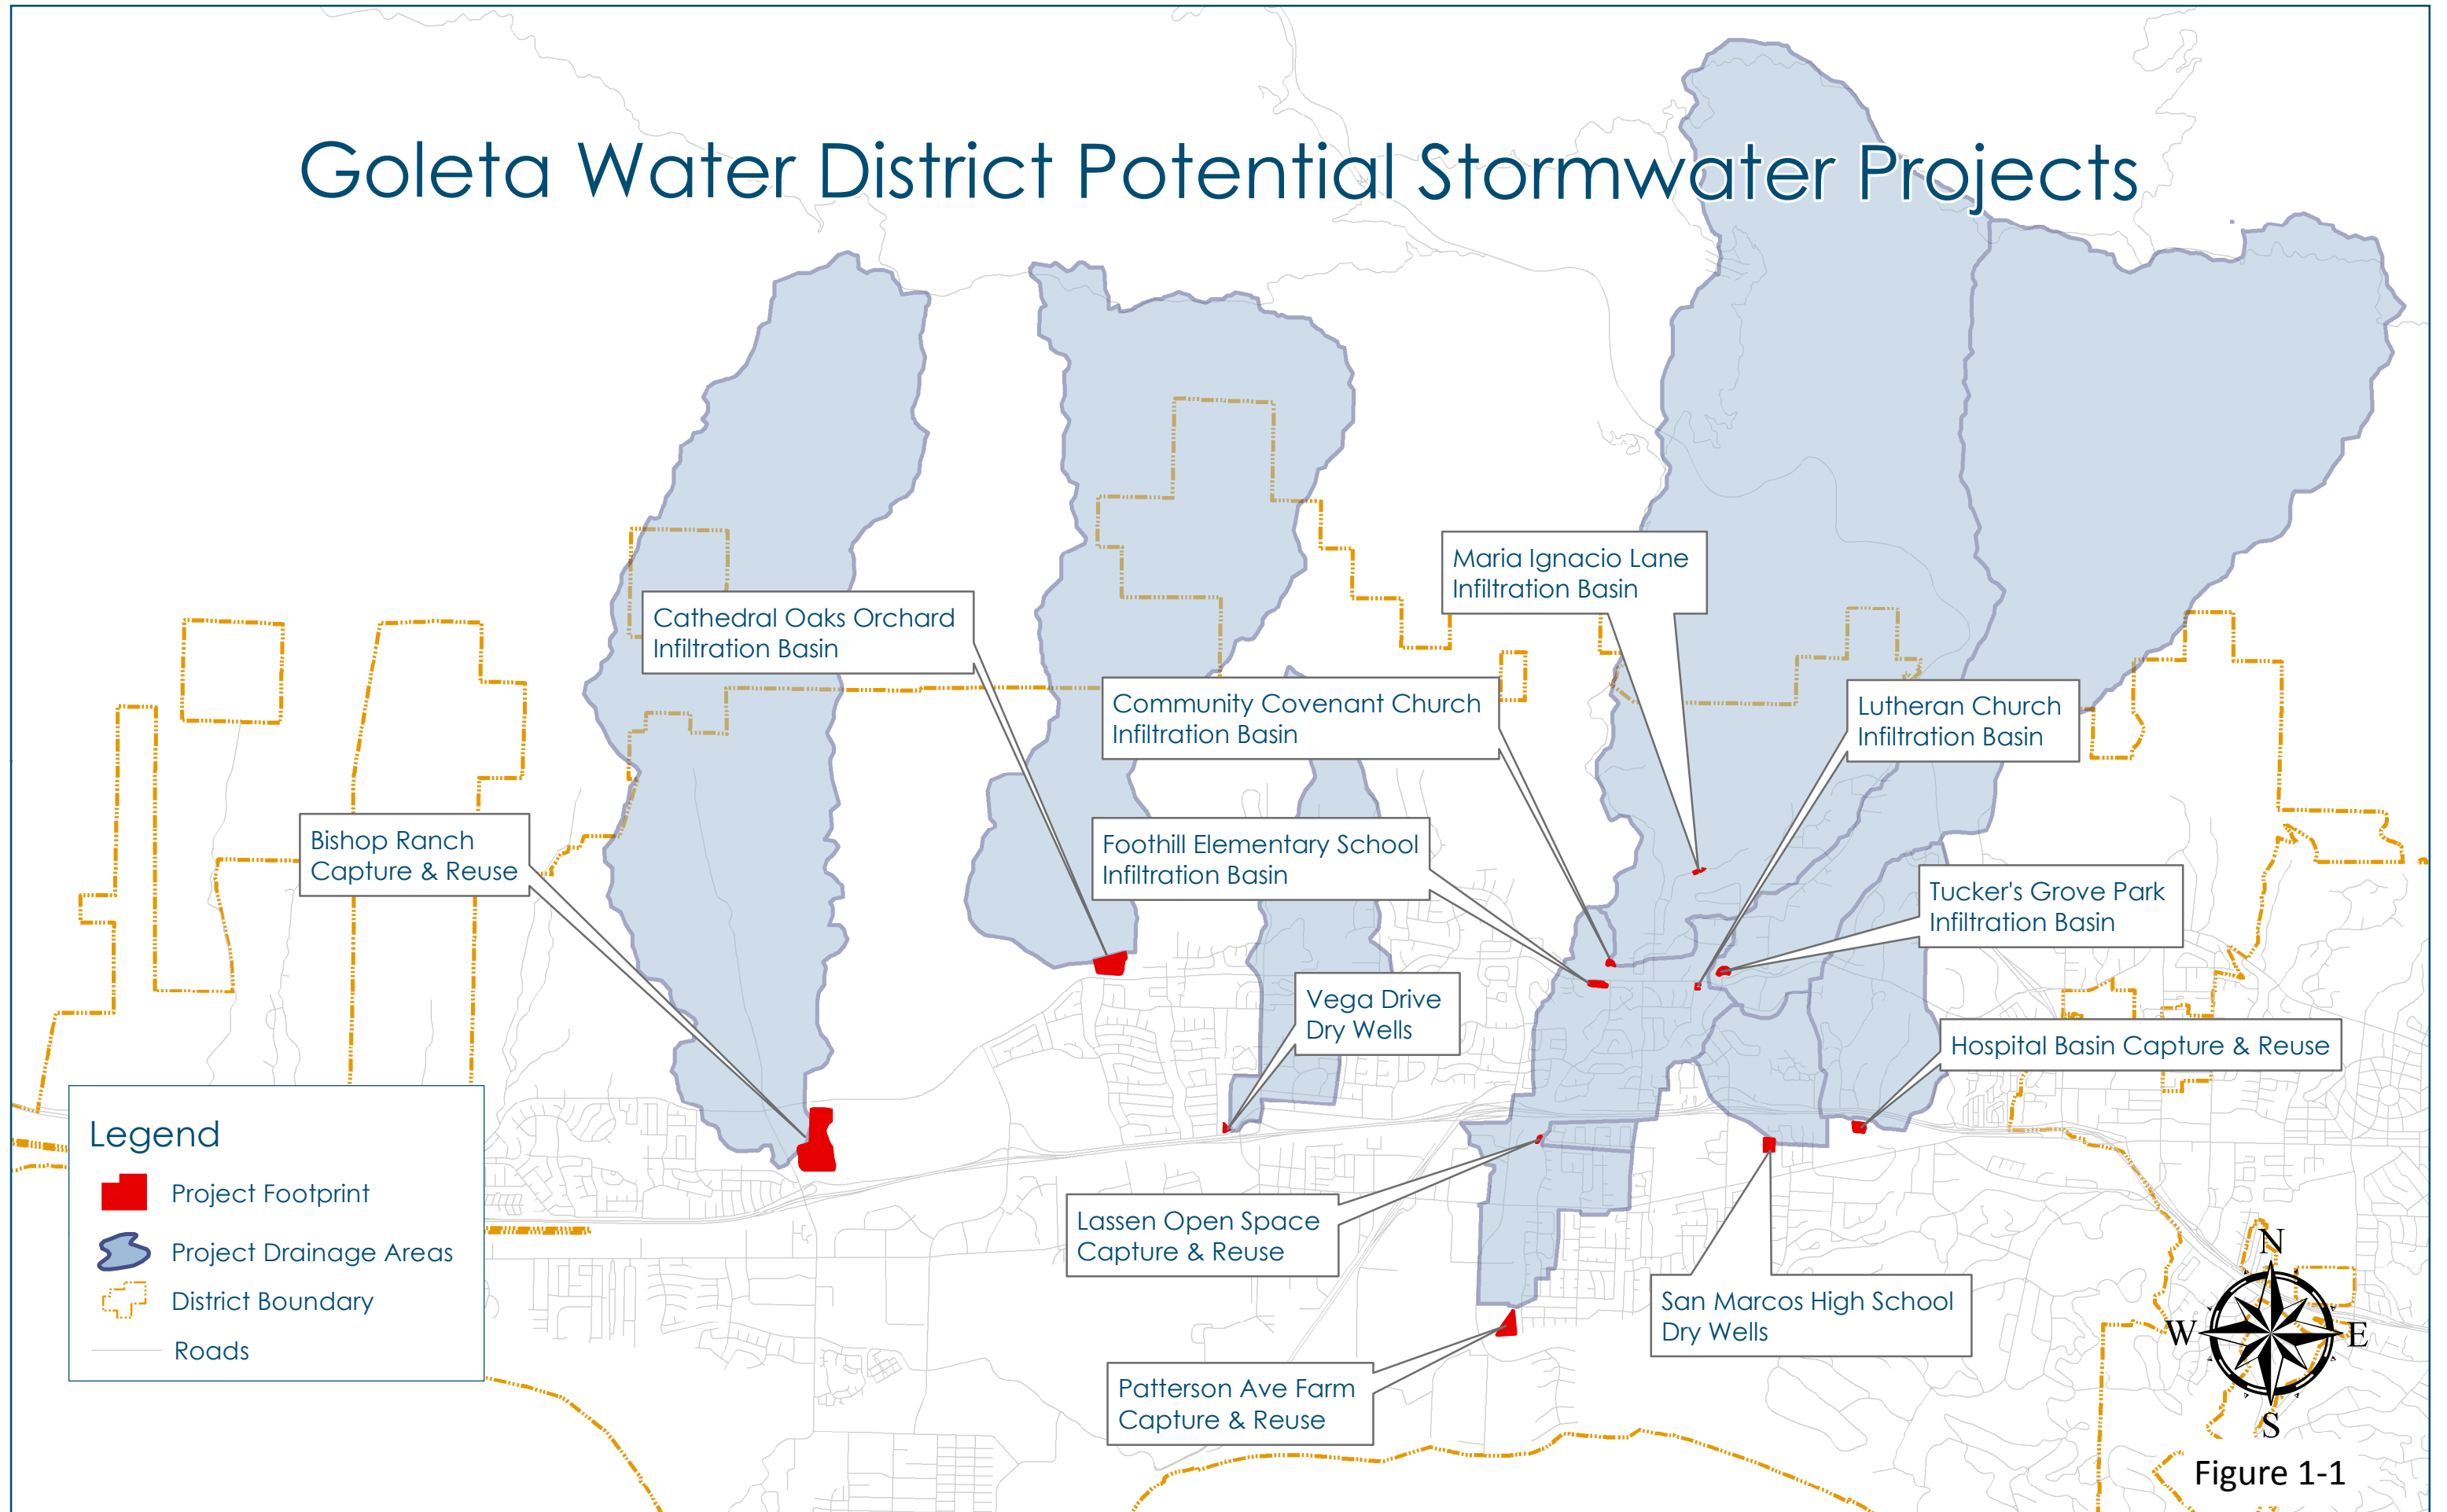 Goleta Water District Potential Stormwater Projects
Maria Ignacio Lane
Infiltration Basin
Cathedral Oaks Orchard
Infiltration Basin
Community Covenant Church
Infiltration Basin
Lutheran Church
Infiltration Basin
Bishop Ranch
Capture & Reuse
Foothill Elementary School
Infiltration Basin
Tucker's Grove Park
Infiltration Basin
Vega Drive
Dry Wells
Hospital Basin Capture & Reuse
Lassen Open Space
Capture & Reuse
San Marcos High School
Dry Wells
Patterson Ave Farm
Capture & Reuse
Legend
Project Footprint
Project Drainage Areas
District Boundary
Roads
N
W
E
S
Figure 1-1